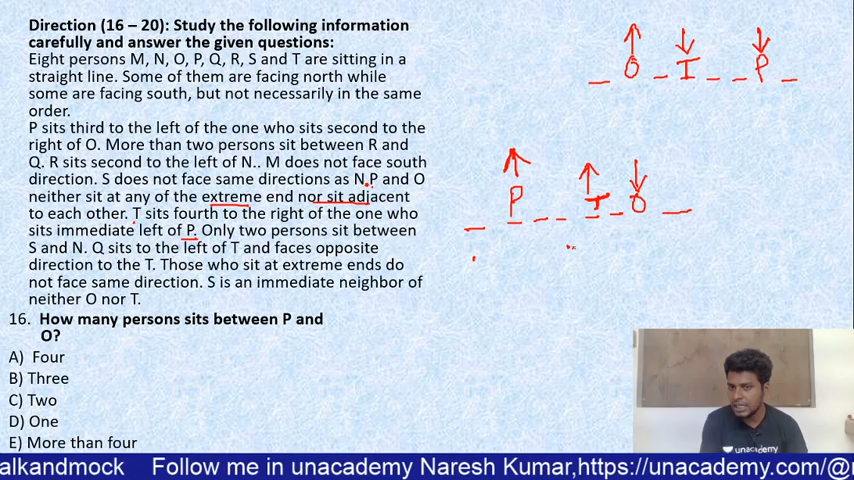 Direction (16 – 20): Study the following information
carefully and answer the given questions:
Eight persons M, N, O, P, Q, R, S and T are sitting in a
straight line. Some of them are facing north while
some are facing south, but not necessarily in the same
order.
P sits third to the left of the one who sits second to the
right of O. More than two persons sit between R and
Q. R sits second to the left of N.. M does not face south
direction. S does not face same directions as N.P and O
neither sit at any of the extreme end nor sit adjacent
to each other. T sits fourth to the right of the one who
sits immediate left of P. Only two persons sit between
S and N. Q sits to the left of T and faces opposite
direction to the T. Those who sit at extreme ends do
not face same direction. S is an immediate neighbor of
neither O nor T.
16. How many persons sits between P and
O?
A) Four
B) Three
C) Two
D) One
E) More than four
O T P
P T O
unacademy
alkandmock Follow me in unacademy Naresh Kumar,https://unacademy.com/@